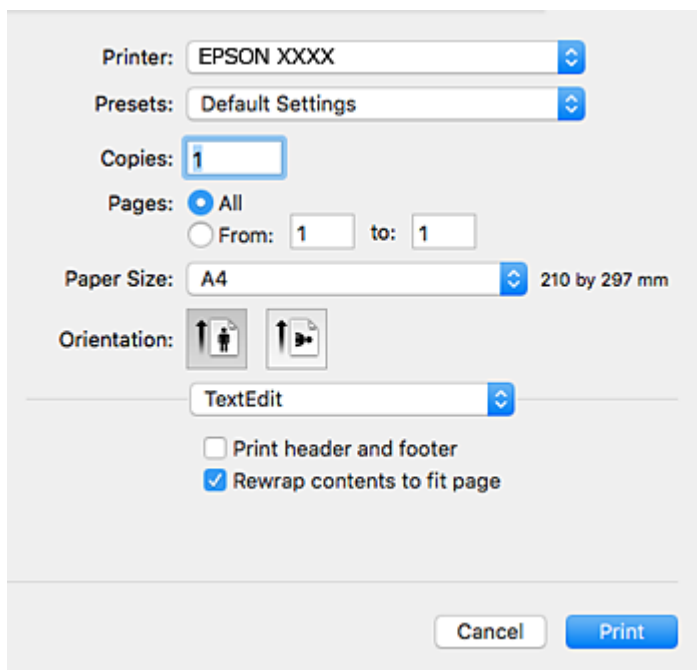 Printer: EPSON XXXX
Presets: Default Settings
Copies: 1
Pages: All
From: 1 to: 1
Paper Size: A4 210 by 297 mm
Orientation:
TextEdit
Print header and footer
Rewrap contents to fit page
Cancel Print